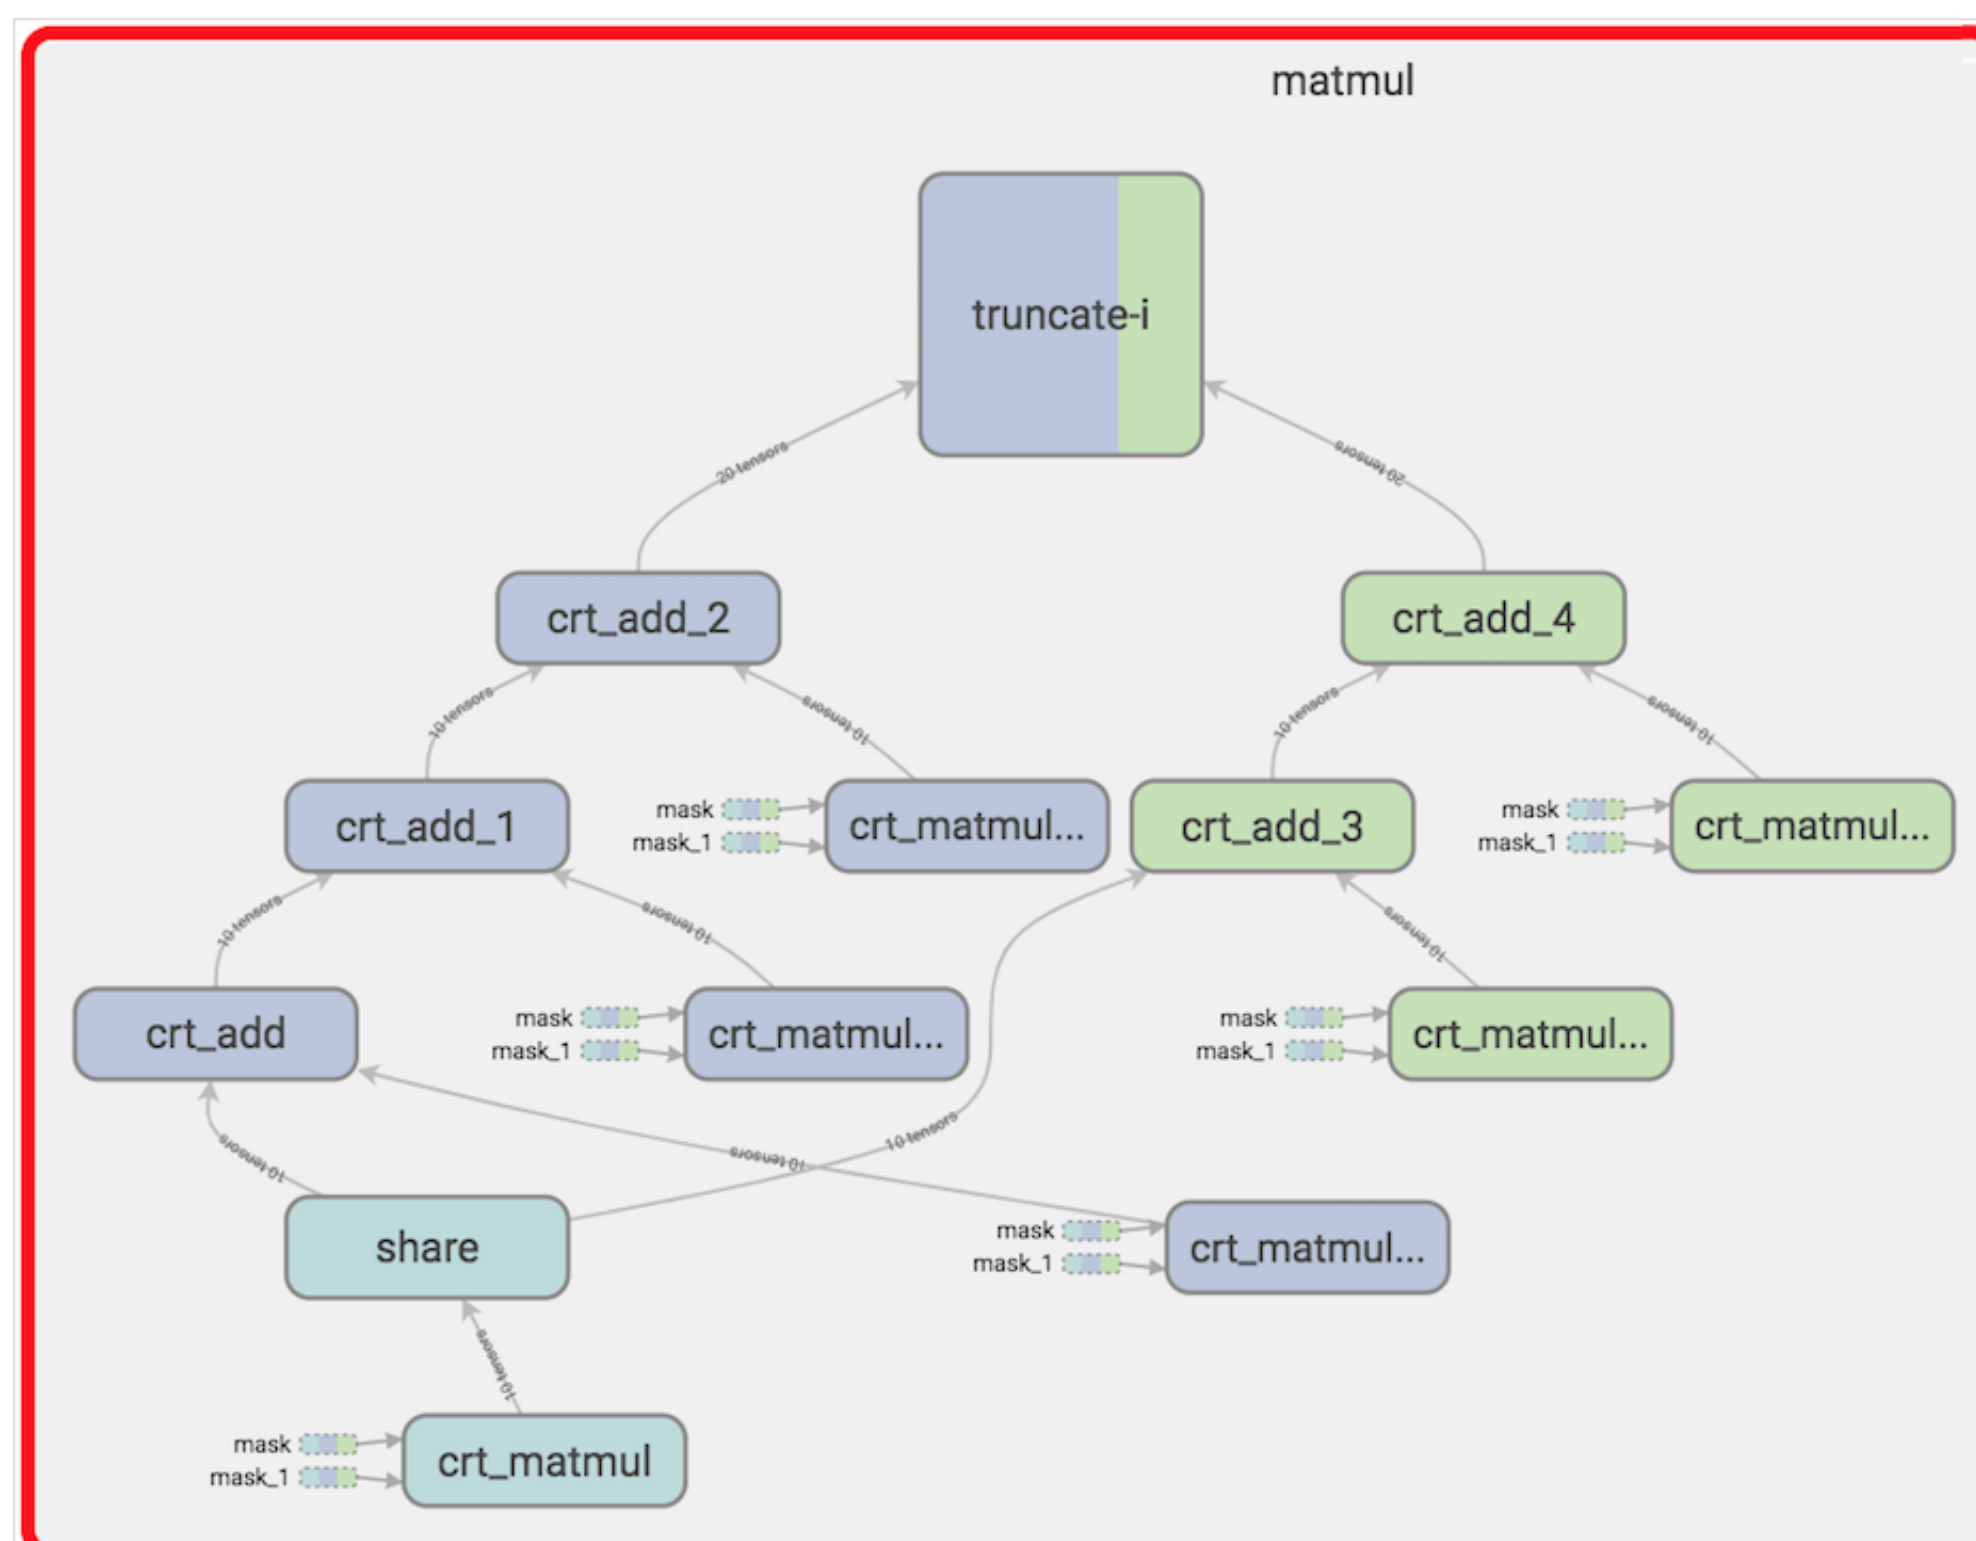 matmul
truncate-i
20 tensors
20 tensors
crt_add_2
crt_add_4
10 tensors
10 tensors
10 tensors
10 tensors
crt_add_1
mask
mask_1
crt_matmul...
crt_add_3
mask
mask_1
crt_matmul...
10 tensors
10 tensors
10 tensors
crt_add
mask
mask_1
crt_matmul...
mask
mask_1
crt_matmul...
10 tensors
10 tensors
10 tensors
share
mask
mask_1
crt_matmul...
10 tensors
mask
mask_1
crt_matmul